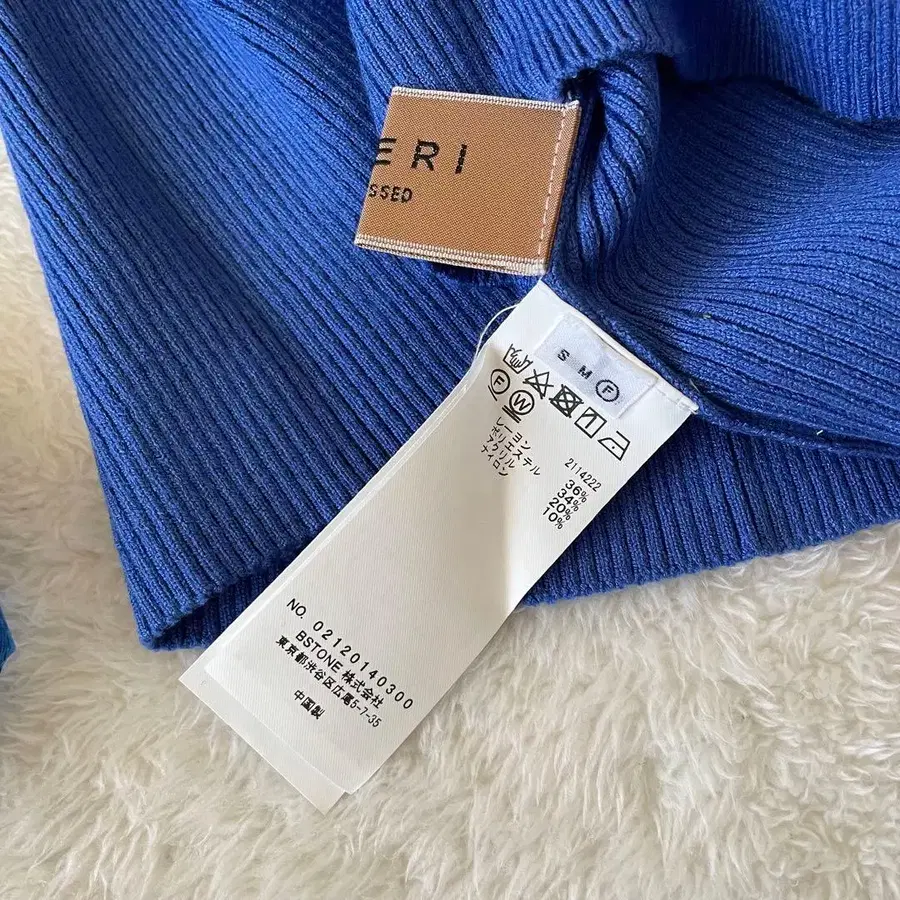 ERI
SSED
S M F
F W
レーヨン 36%
ポリエステル 34%
アクリル 20%
ナイロン 10%
2114222
NO. 02120140300
BSTONE 株式会社
東京都渋谷区広尾5-7-35
中国製